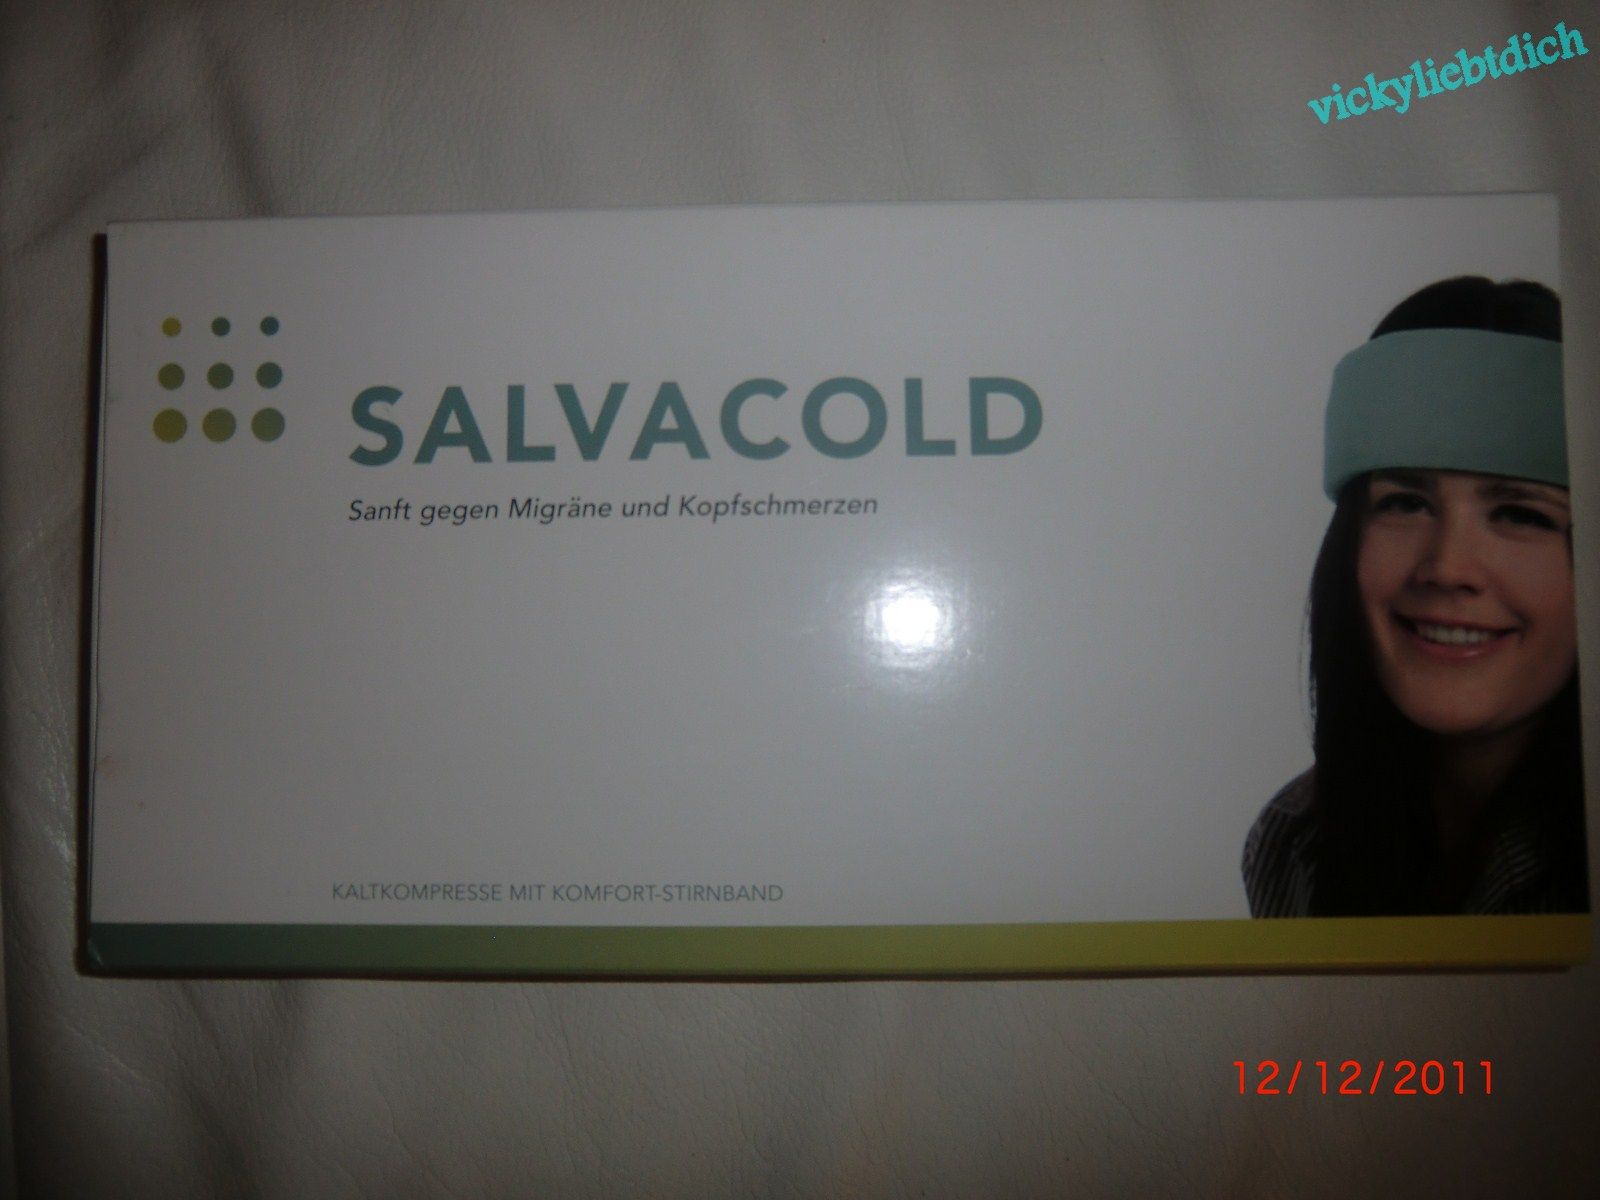 vickyliebtdich
SALVACOLD
Sanft gegen Migräne und Kopfschmerzen
KALTKOMPRESSE MIT KOMFORT-STIRNBAND
12/12/2011